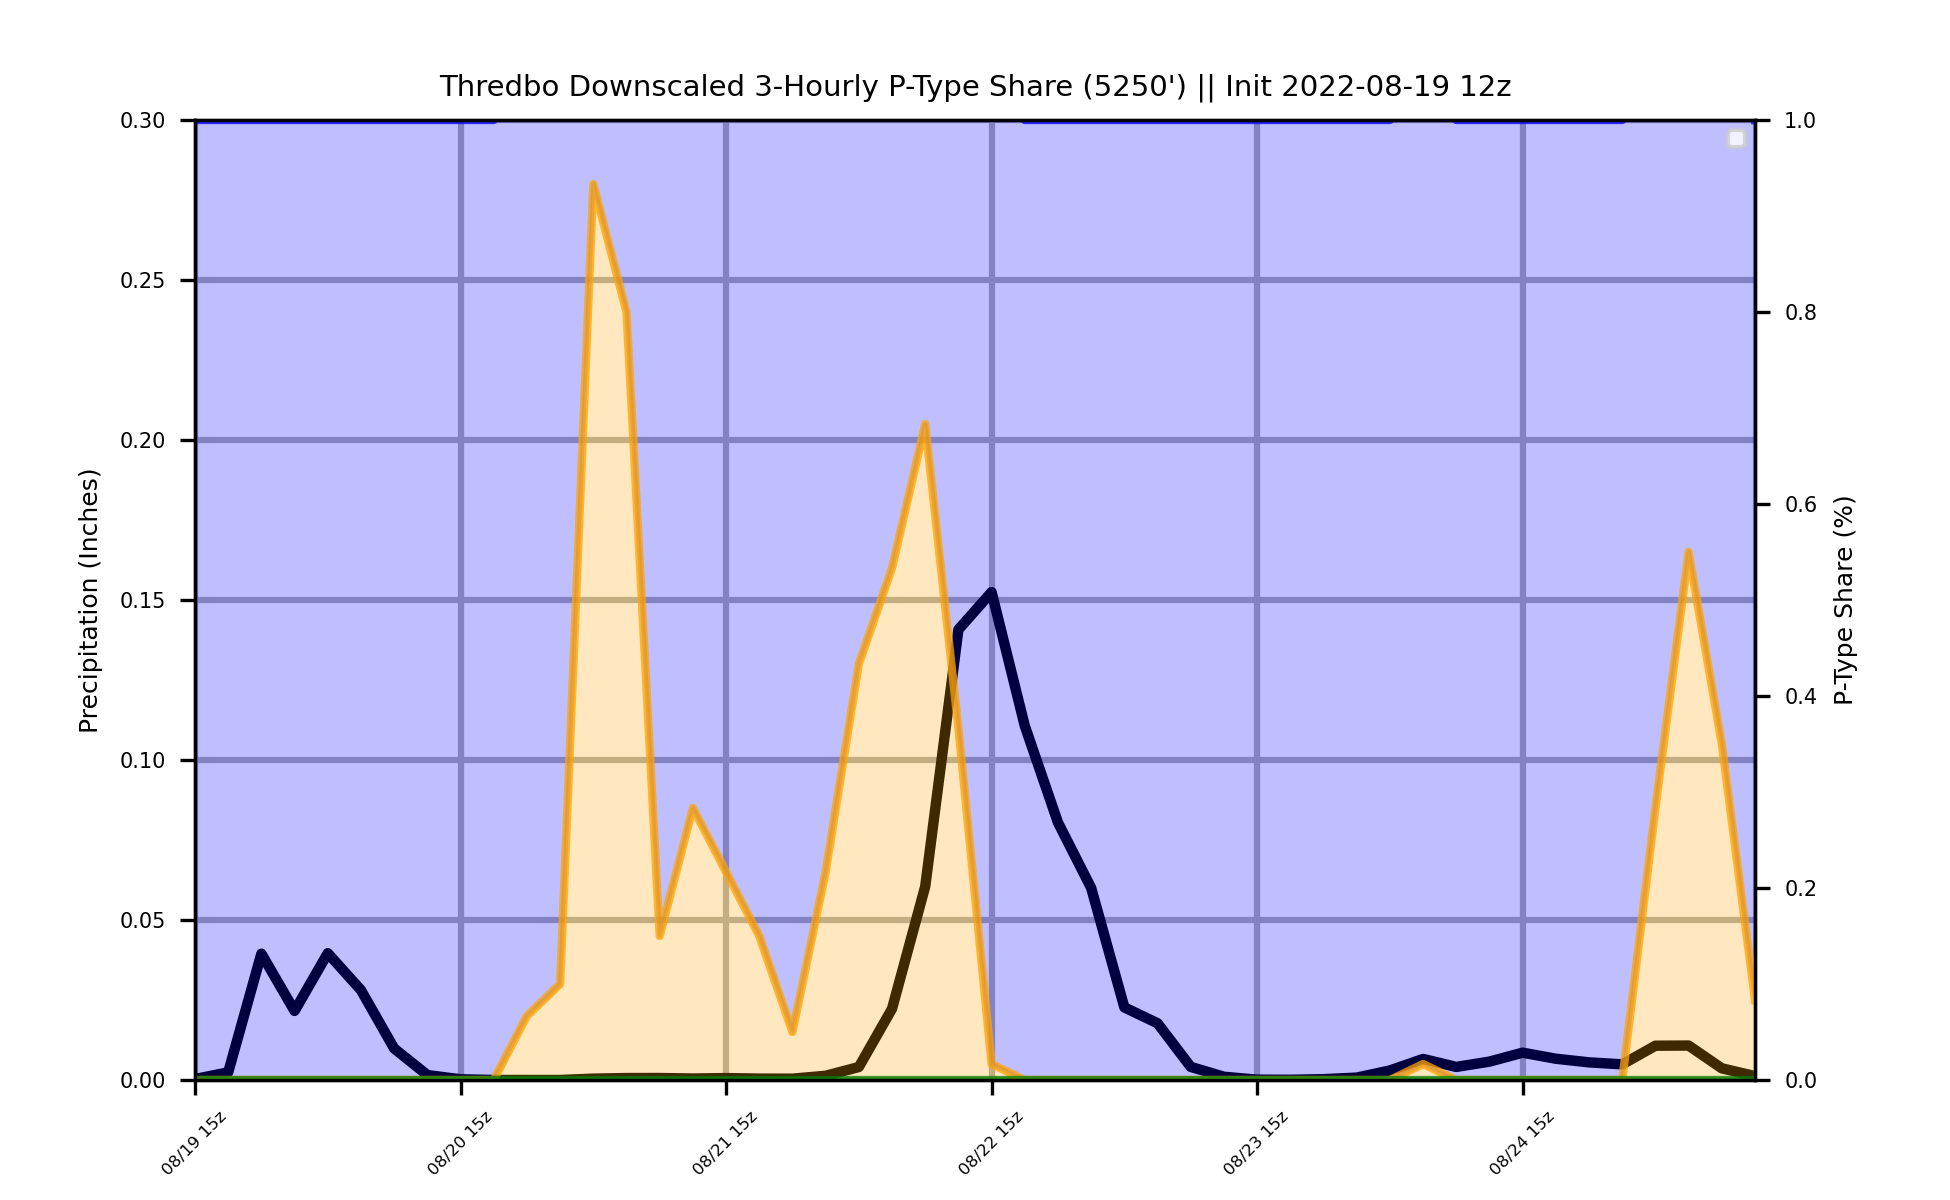 Thredbo Downscaled 3-Hourly P-Type Share (5250') || Init 2022-08-19 12z
Precipitation (Inches)
0.30
0.25
0.20
0.15
0.10
0.05
0.00
1.0
0.8
0.6
0.4
0.2
0.0
P-Type Share (%)
08/19 15z
08/20 15z
08/21 15z
08/22 15z
08/23 15z
08/24 15z